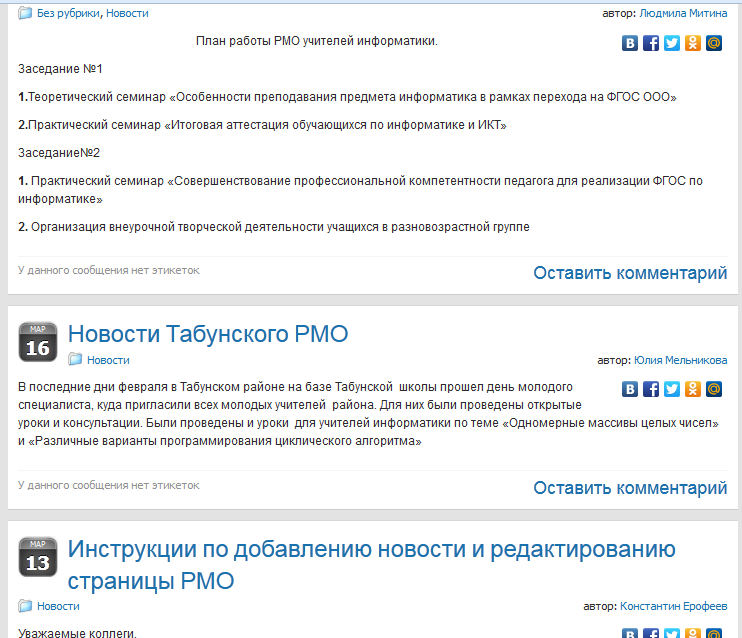 Без рубрики, Новости
автор: Людмила Митина
План работы РМО учителей информатики.
Заседание №1
1.Теоретический семинар «Особенности преподавания предмета информатика в рамках перехода на ФГОС ООО»
2.Практический семинар «Итоговая аттестация обучающихся по информатике и ИКТ»
Заседание№2
1. Практический семинар «Совершенствование профессиональной компетентности педагога для реализации ФГОС по
информатике»
2. Организация внеурочной творческой деятельности учащихся в разновозрастной группе
У данного сообщения нет этикеток
Оставить комментарий
МАР
16
Новости Табунского РМО
Новости
автор: Юлия Мельникова
В последние дни февраля в Табунском районе на базе Табунской школы прошел день молодого
специалиста, куда пригласили всех молодых учителей района. Для них были проведены открытые
уроки и консультации. Были проведены и уроки для учителей информатики по теме «Одномерные массивы целых чисел»
и «Различные варианты программирования циклического алгоритма»
У данного сообщения нет этикеток
Оставить комментарий
МАР
13
Инструкции по добавлению новости и редактированию
страницы РМО
Новости
автор: Константин Ерофеев
Уважаемые коллеги.